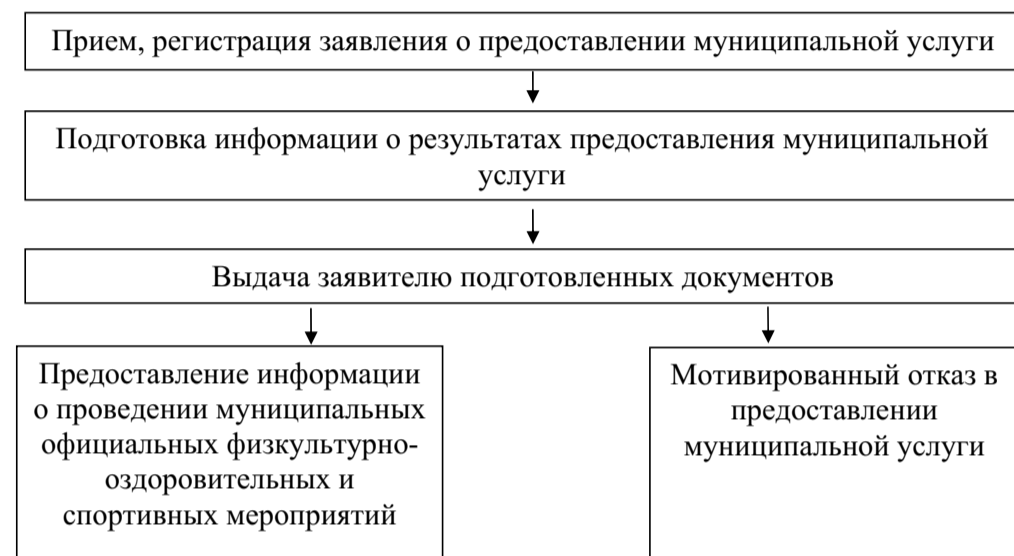 Прием, регистрация заявления о предоставлении муниципальной услуги
Подготовка информации о результатах предоставления муниципальной
услуги
Выдача заявителю подготовленных документов
Предоставление информации
о проведении муниципальных
официальных физкультурно-
оздоровительных и
спортивных мероприятий
Мотивированный отказ в
предоставлении
муниципальной услуги